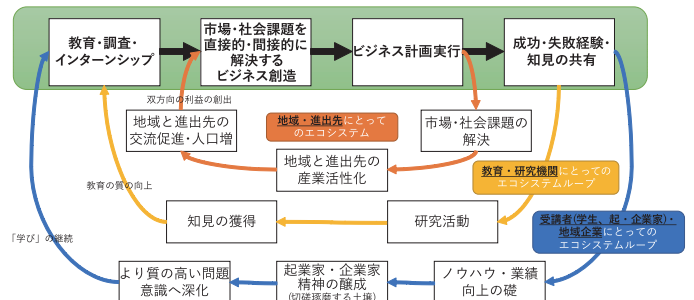 教育・調査・
インターンシップ
市場・社会課題を
直接的・間接的に
解決する
ビジネス創造
ビジネス計画実行
成功・失敗経験・
知見の共有
双方向の利益の創出
地域と進出先の
交流促進・人口増
地域・進出先にとって
のエコシステム
市場・社会課題の
解決
地域と進出先の
産業活性化
教育・研究機関にとっての
エコシステムループ
教育の質の向上
知見の獲得
研究活動
受講者(学生、起・企業家)・
地域企業にとっての
エコシステムループ
「学び」の継続
より質の高い問題
意識へ深化
起業家・企業家
精神の醸成
(切磋琢磨する土壌)
ノウハウ・業績
向上の礎